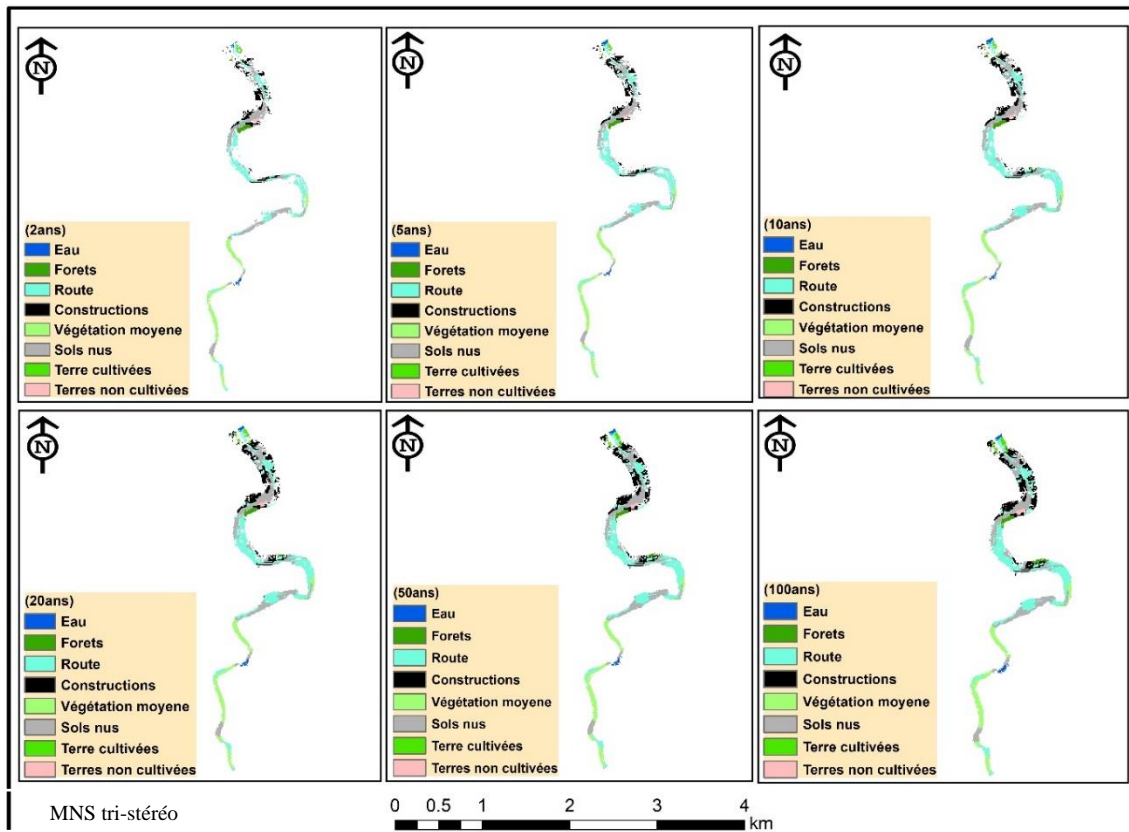 N
N
N
(2ans)
Eau
Forets
Route
Constructions
Végétation moyene
Sols nus
Terre cultivées
Terres non cultivées
(5ans)
Eau
Forets
Route
Constructions
Végétation moyene
Sols nus
Terre cultivées
Terres non cultivées
(10ans)
Eau
Forets
Route
Constructions
Végétation moyene
Sols nus
Terre cultivées
Terres non cultivées
N
N
N
(20ans)
Eau
Forets
Route
Constructions
Végétation moyene
Sols nus
Terre cultivées
Terres non cultivées
(50ans)
Eau
Forets
Route
Constructions
Végétation moyene
Sols nus
Terre cultivées
Terres non cultivées
(100ans)
Eau
Forets
Route
Constructions
Végétation moyene
Sols nus
Terre cultivées
Terres non cultivées
MNS tri-stéréo
0 0.5 1 2 3 4
km